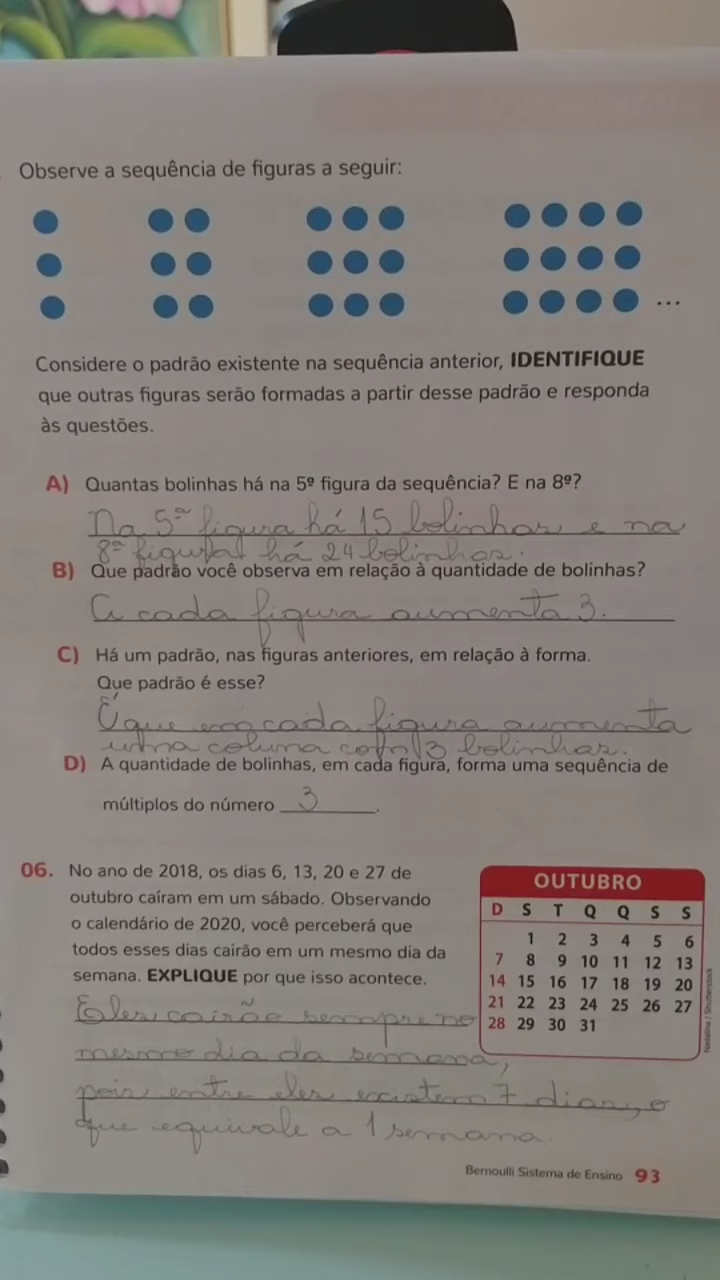 Observe a sequência de figuras a seguir:
...
Considere o padrão existente na sequência anterior, IDENTIFIQUE
que outras figuras serão formadas a partir desse padrão e responda
às questões.
A) Quantas bolinhas há na 5ª figura da sequência? E na 8ª?
Na 5ª figura há 15 bolinhas e na
8ª figura há 24 bolinhas.
B) Que padrão você observa em relação à quantidade de bolinhas?
A cada figura aumenta 3.
C) Há um padrão, nas figuras anteriores, em relação à forma.
Que padrão é esse?
É que em cada figura aumenta
uma coluna com 3 bolinhas.
D) A quantidade de bolinhas, em cada figura, forma uma sequência de
múltiplos do número 3.
06. No ano de 2018, os dias 6, 13, 20 e 27 de
outubro caíram em um sábado. Observando
o calendário de 2020, você perceberá que
todos esses dias cairão em um mesmo dia da
semana. EXPLIQUE por que isso acontece.
Eles cairão sempre no
mesmo dia da semana,
pois entre eles existem 7 dias, o
que equivale a 1 semana.
OUTUBRO
D S T Q Q S S
1 2 3 4 5 6
7 8 9 10 11 12 13
14 15 16 17 18 19 20
21 22 23 24 25 26 27
28 29 30 31
Bernoulli Sistema de Ensino 93